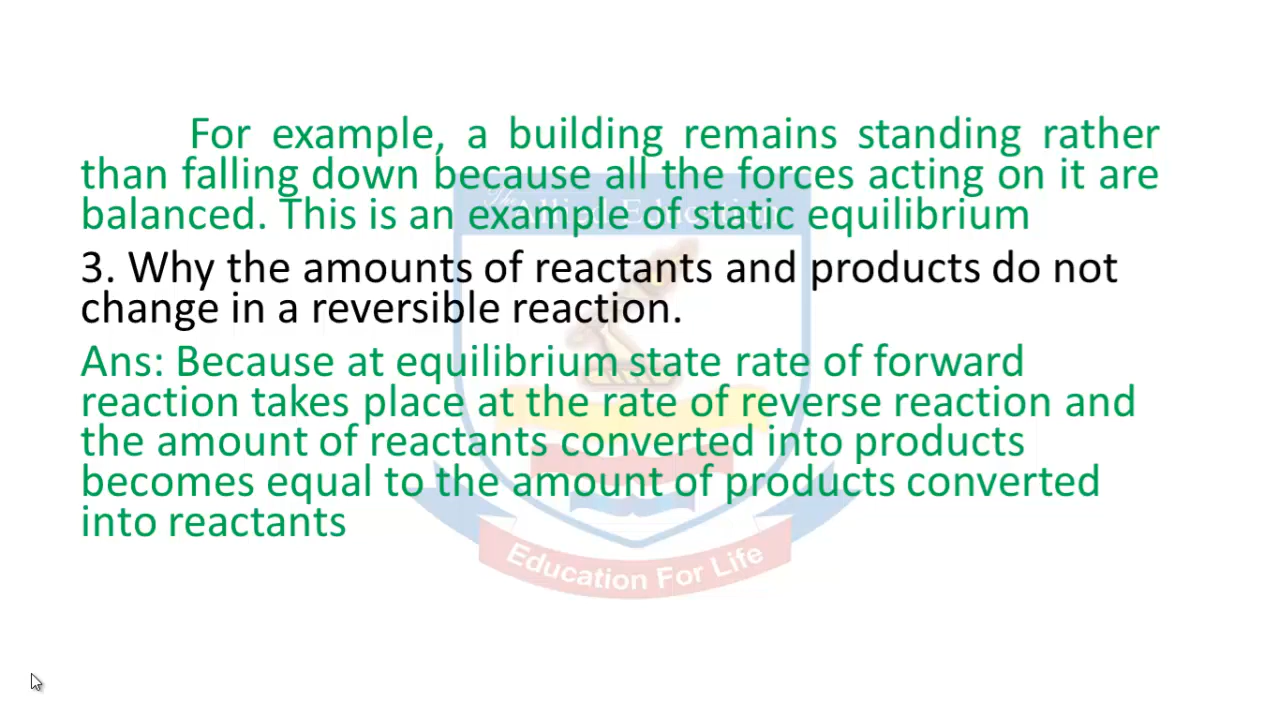 For example, a building remains standing rather
than falling down because all the forces acting on it are
balanced. This is an example of static equilibrium
3. Why the amounts of reactants and products do not
change in a reversible reaction.
Ans: Because at equilibrium state rate of forward
reaction takes place at the rate of reverse reaction and
the amount of reactants converted into products
becomes equal to the amount of products converted
into reactants
The Allied Education
Education For Life